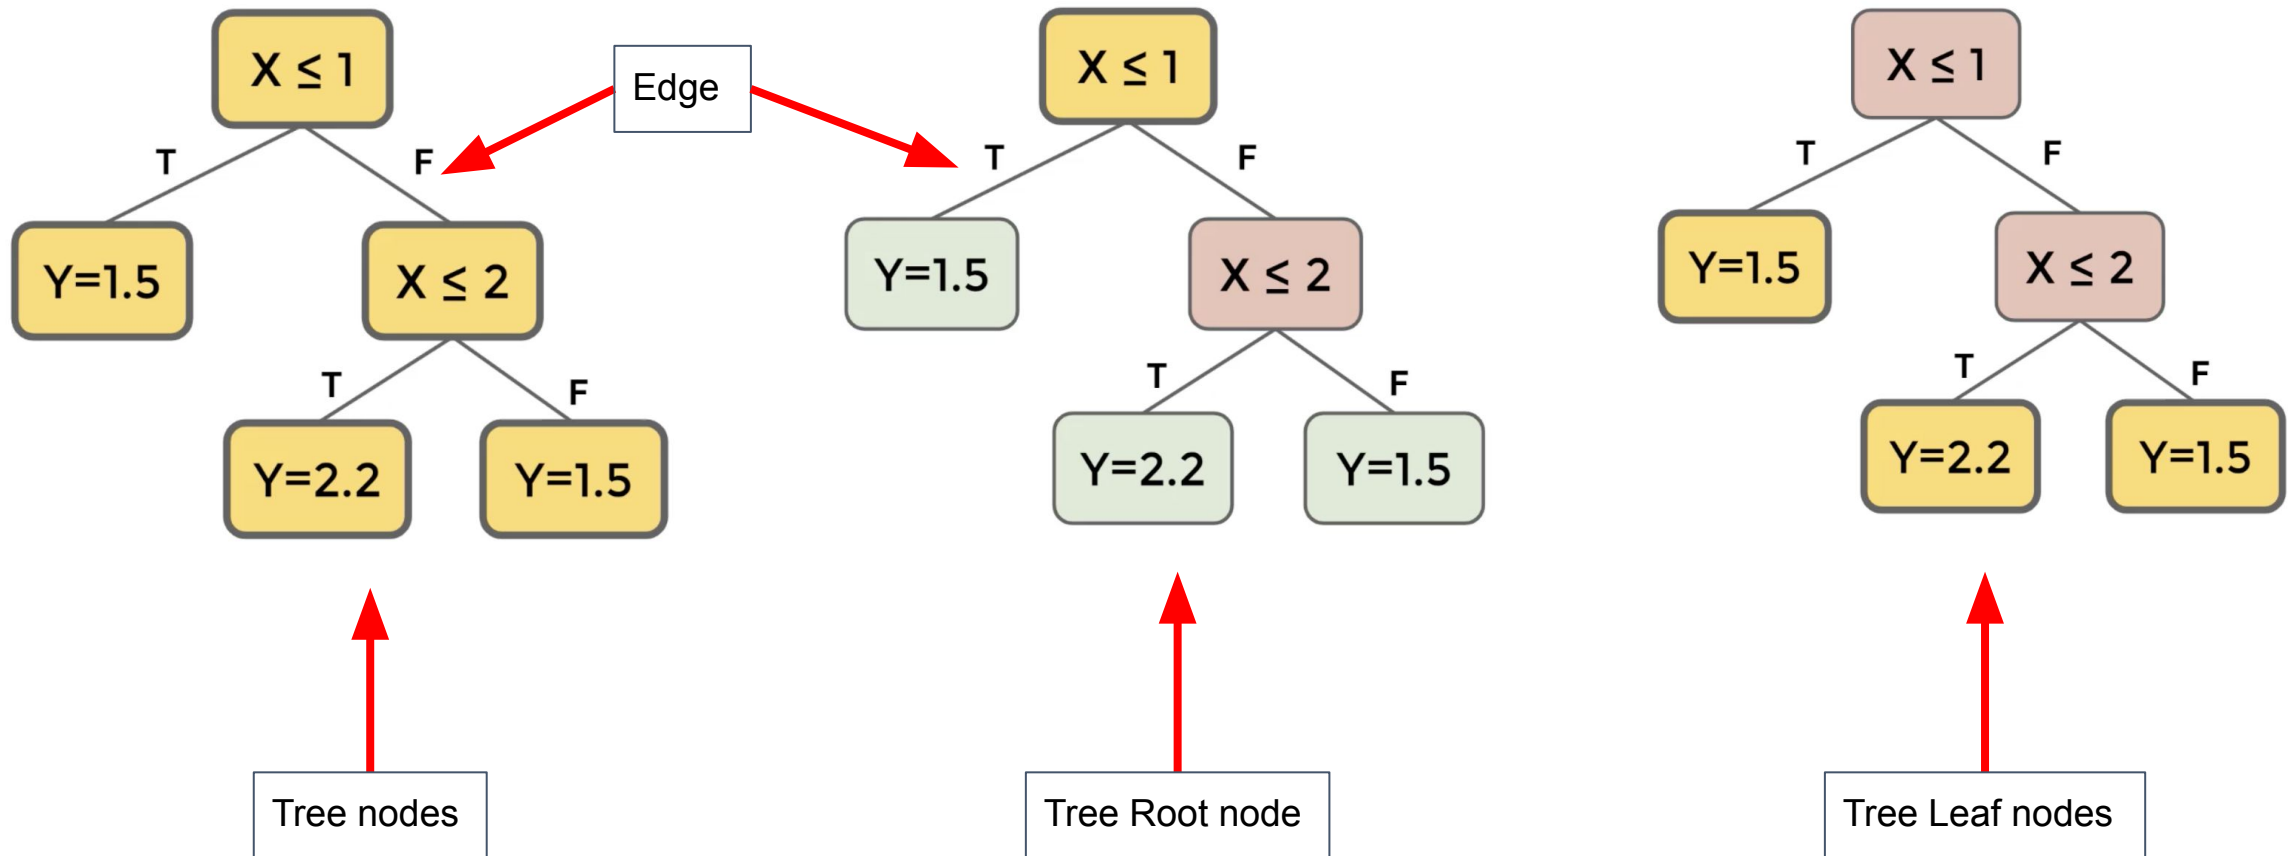 X ≤ 1
T
F
Y=1.5
X ≤ 2
T
F
Y=2.2
Y=1.5
Tree nodes
Edge
X ≤ 1
T
F
Y=1.5
X ≤ 2
T
F
Y=2.2
Y=1.5
Tree Root node
X ≤ 1
T
F
Y=1.5
X ≤ 2
T
F
Y=2.2
Y=1.5
Tree Leaf nodes